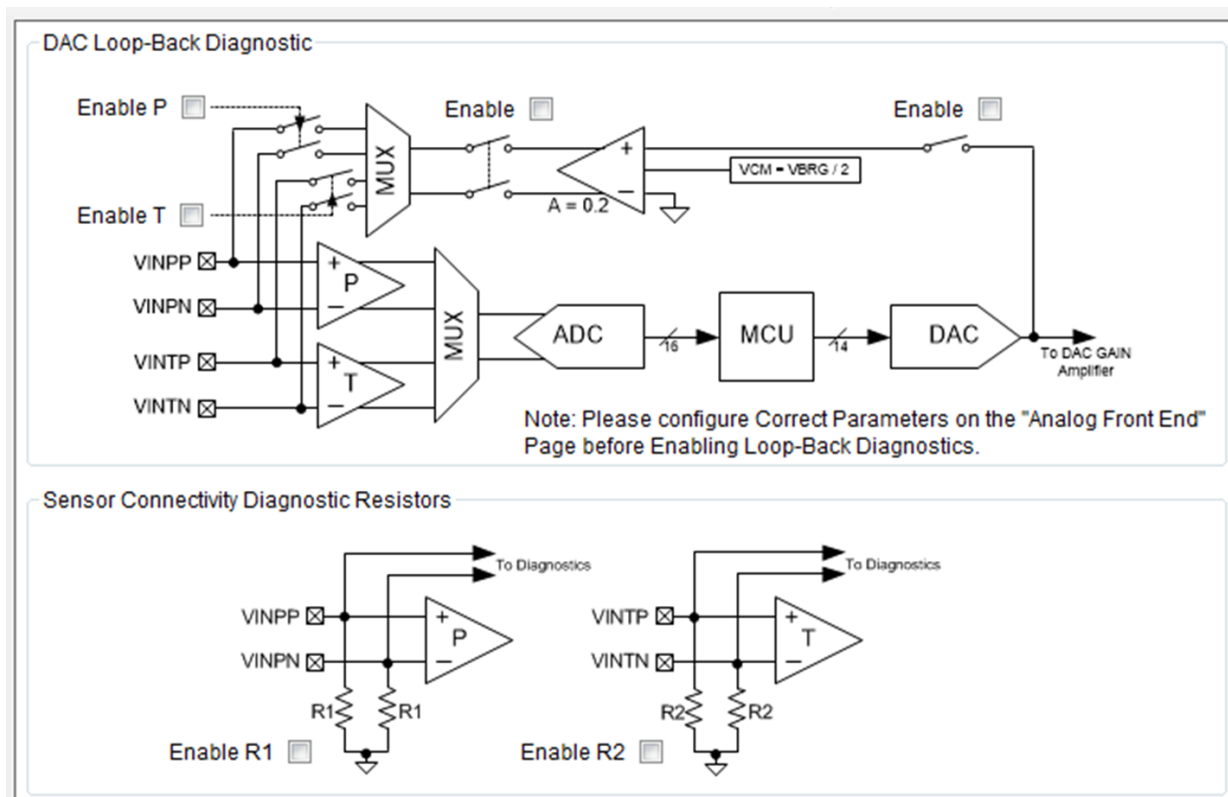 DAC Loop-Back Diagnostic
Enable P
Enable
Enable
MUX
+
VCM = VBRG / 2
−
A = 0.2
Enable T
VINPP
+
P
VINPN
−
MUX
ADC
16
MCU
14
DAC
To DAC GAIN
Amplifier
VINTP
+
T
VINTN
−
Note: Please configure Correct Parameters on the "Analog Front End"
Page before Enabling Loop-Back Diagnostics.
Sensor Connectivity Diagnostic Resistors
To Diagnostics
VINPP
+
P
VINPN
−
R1
R1
Enable R1
To Diagnostics
VINTP
+
T
VINTN
−
R2
R2
Enable R2